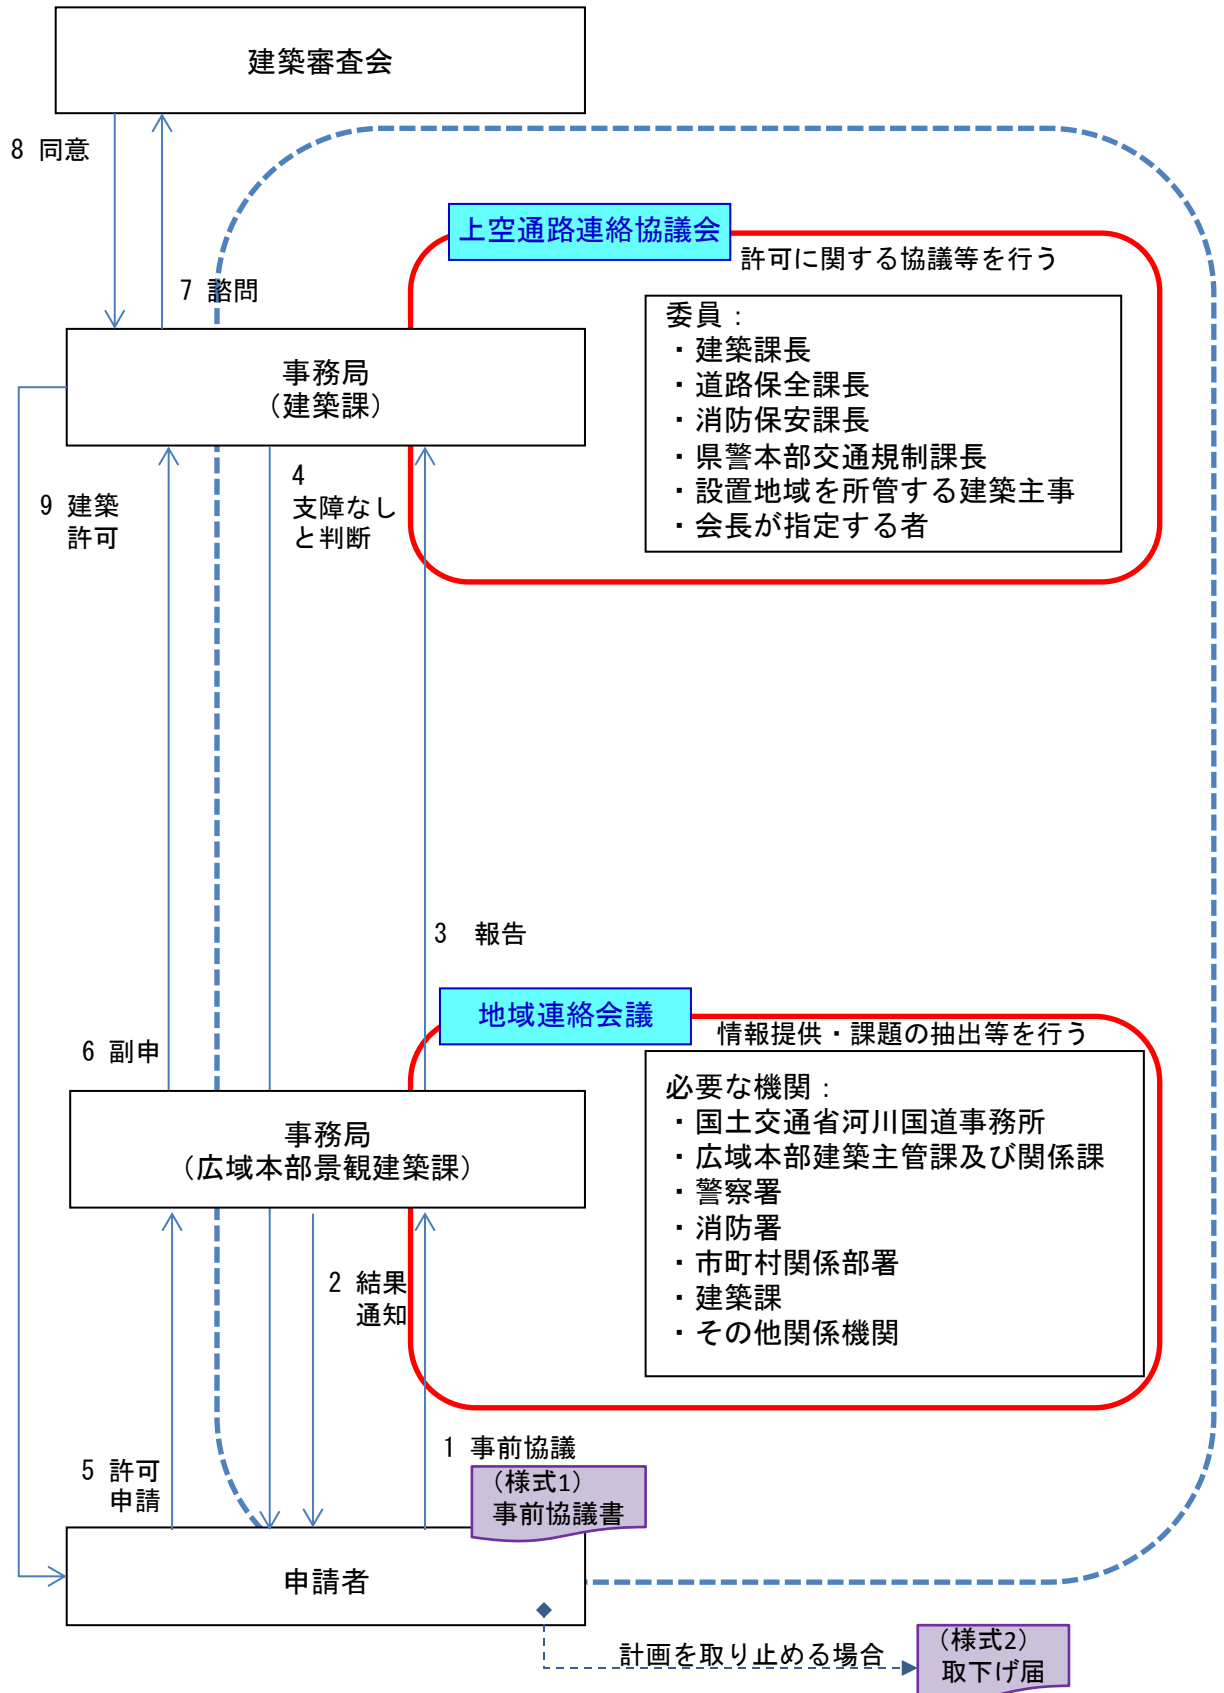 建築審査会
8 同意
7 諮問
上空通路連絡協議会
許可に関する協議等を行う
委員：
・建築課長
・道路保全課長
・消防保安課長
・県警本部交通規制課長
・設置地域を所管する建築主事
・会長が指定する者
事務局
（建築課）
9 建築
許可
4
支障なし
と判断
3 報告
地域連絡会議
情報提供・課題の抽出等を行う
必要な機関：
・国土交通省河川国道事務所
・広域本部建築主管課及び関係課
・警察署
・消防署
・市町村関係部署
・建築課
・その他関係機関
6 副申
事務局
（広域本部景観建築課）
2 結果
通知
1 事前協議
（様式1）
事前協議書
5 許可
申請
申請者
計画を取り止める場合
（様式2）
取下げ届